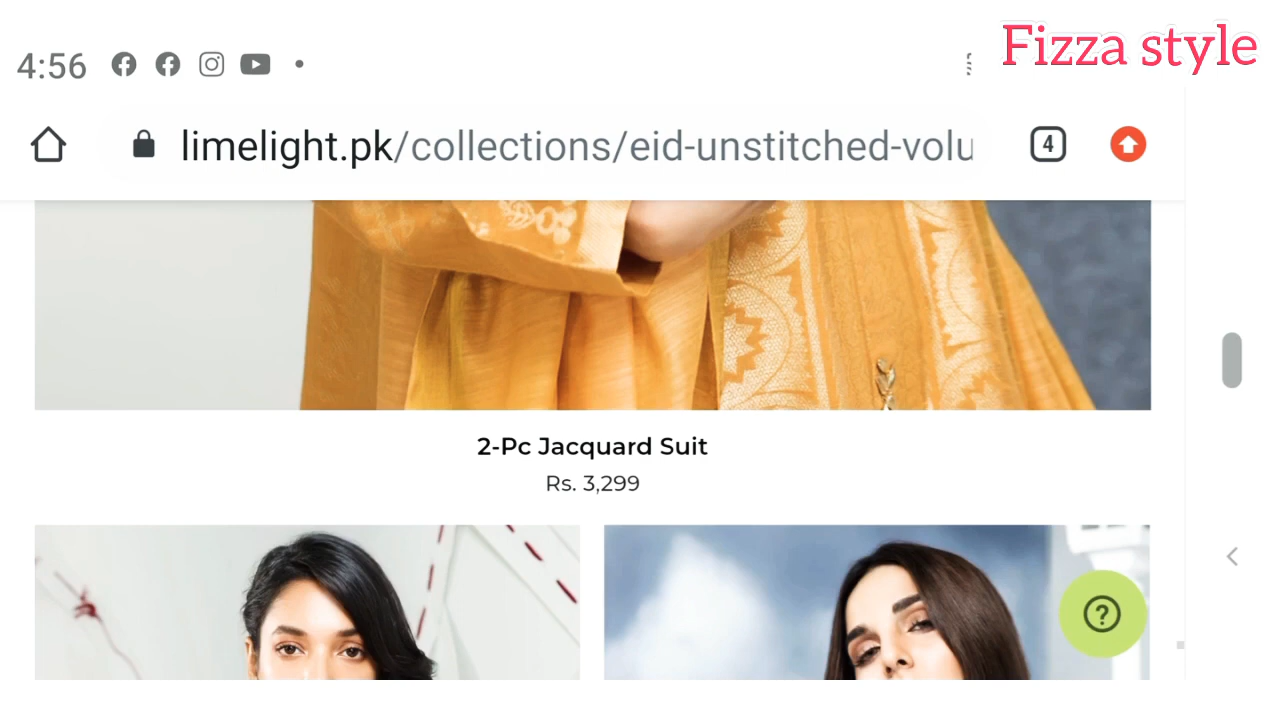 Fizza style
4:56
limelight.pk/collections/eid-unstitched-volu
4
2-Pc Jacquard Suit
Rs. 3,299
?